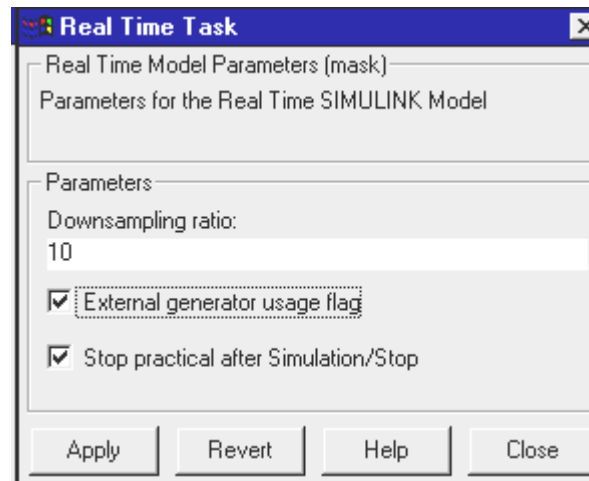 Real Time Task
Real Time Model Parameters (mask)
Parameters for the Real Time SIMULINK Model
Parameters
Downsampling ratio:
10
External generator usage flag
Stop practical after Simulation/Stop
Apply Revert Help Close